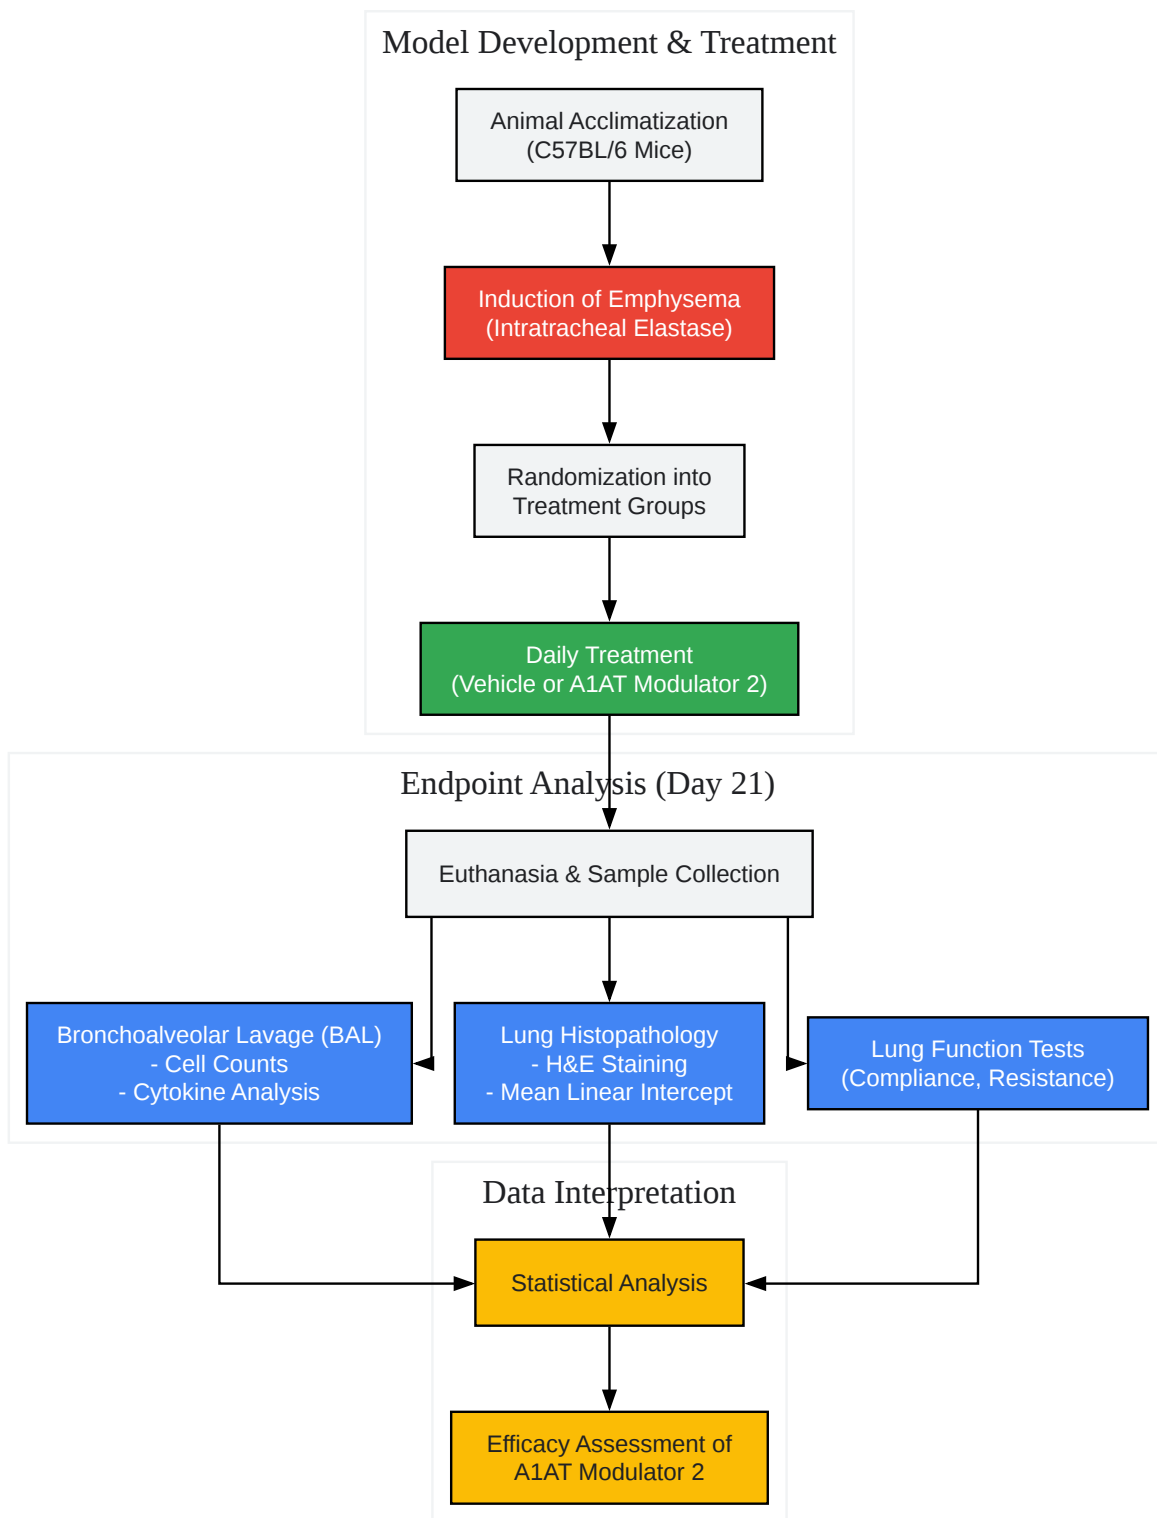 Model Development & Treatment
Animal Acclimatization
(C57BL/6 Mice)
Induction of Emphysema
(Intratracheal Elastase)
Randomization into
Treatment Groups
Daily Treatment
(Vehicle or A1AT Modulator 2)
Endpoint Analysis (Day 21)
Euthanasia & Sample Collection
Bronchoalveolar Lavage (BAL)
- Cell Counts
- Cytokine Analysis
Lung Histopathology
- H&E Staining
- Mean Linear Intercept
Lung Function Tests
(Compliance, Resistance)
Data Interpretation
Statistical Analysis
Efficacy Assessment of
A1AT Modulator 2